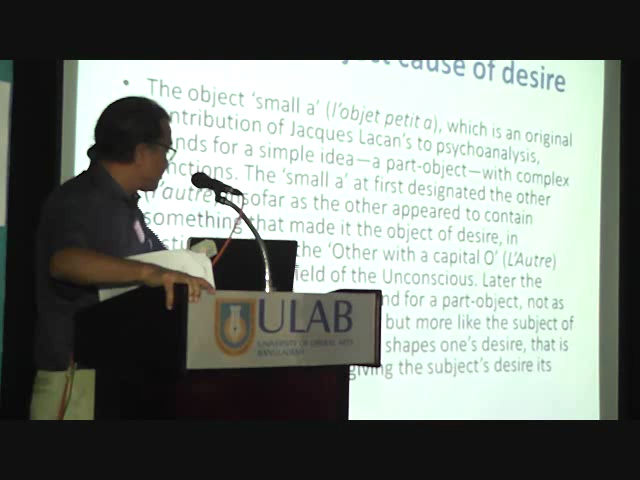 cause of desire
• The object 'small a' (l'objet petit a), which is an original
contribution of Jacques Lacan's to psychoanalysis,
for a simple idea—a part-object—with complex
The 'small a' at first designated the other
(l'autre) insofar as the other appeared to contain
something that made it the object of desire, in
the 'Other with a capital O' (L'Autre)
field of the Unconscious. Later the
for a part-object, not as
but more like the subject of
shapes one's desire, that is
giving the subject's desire its
ULAB
UNIVERSITY OF LIBERAL ARTS
BANGLADESH